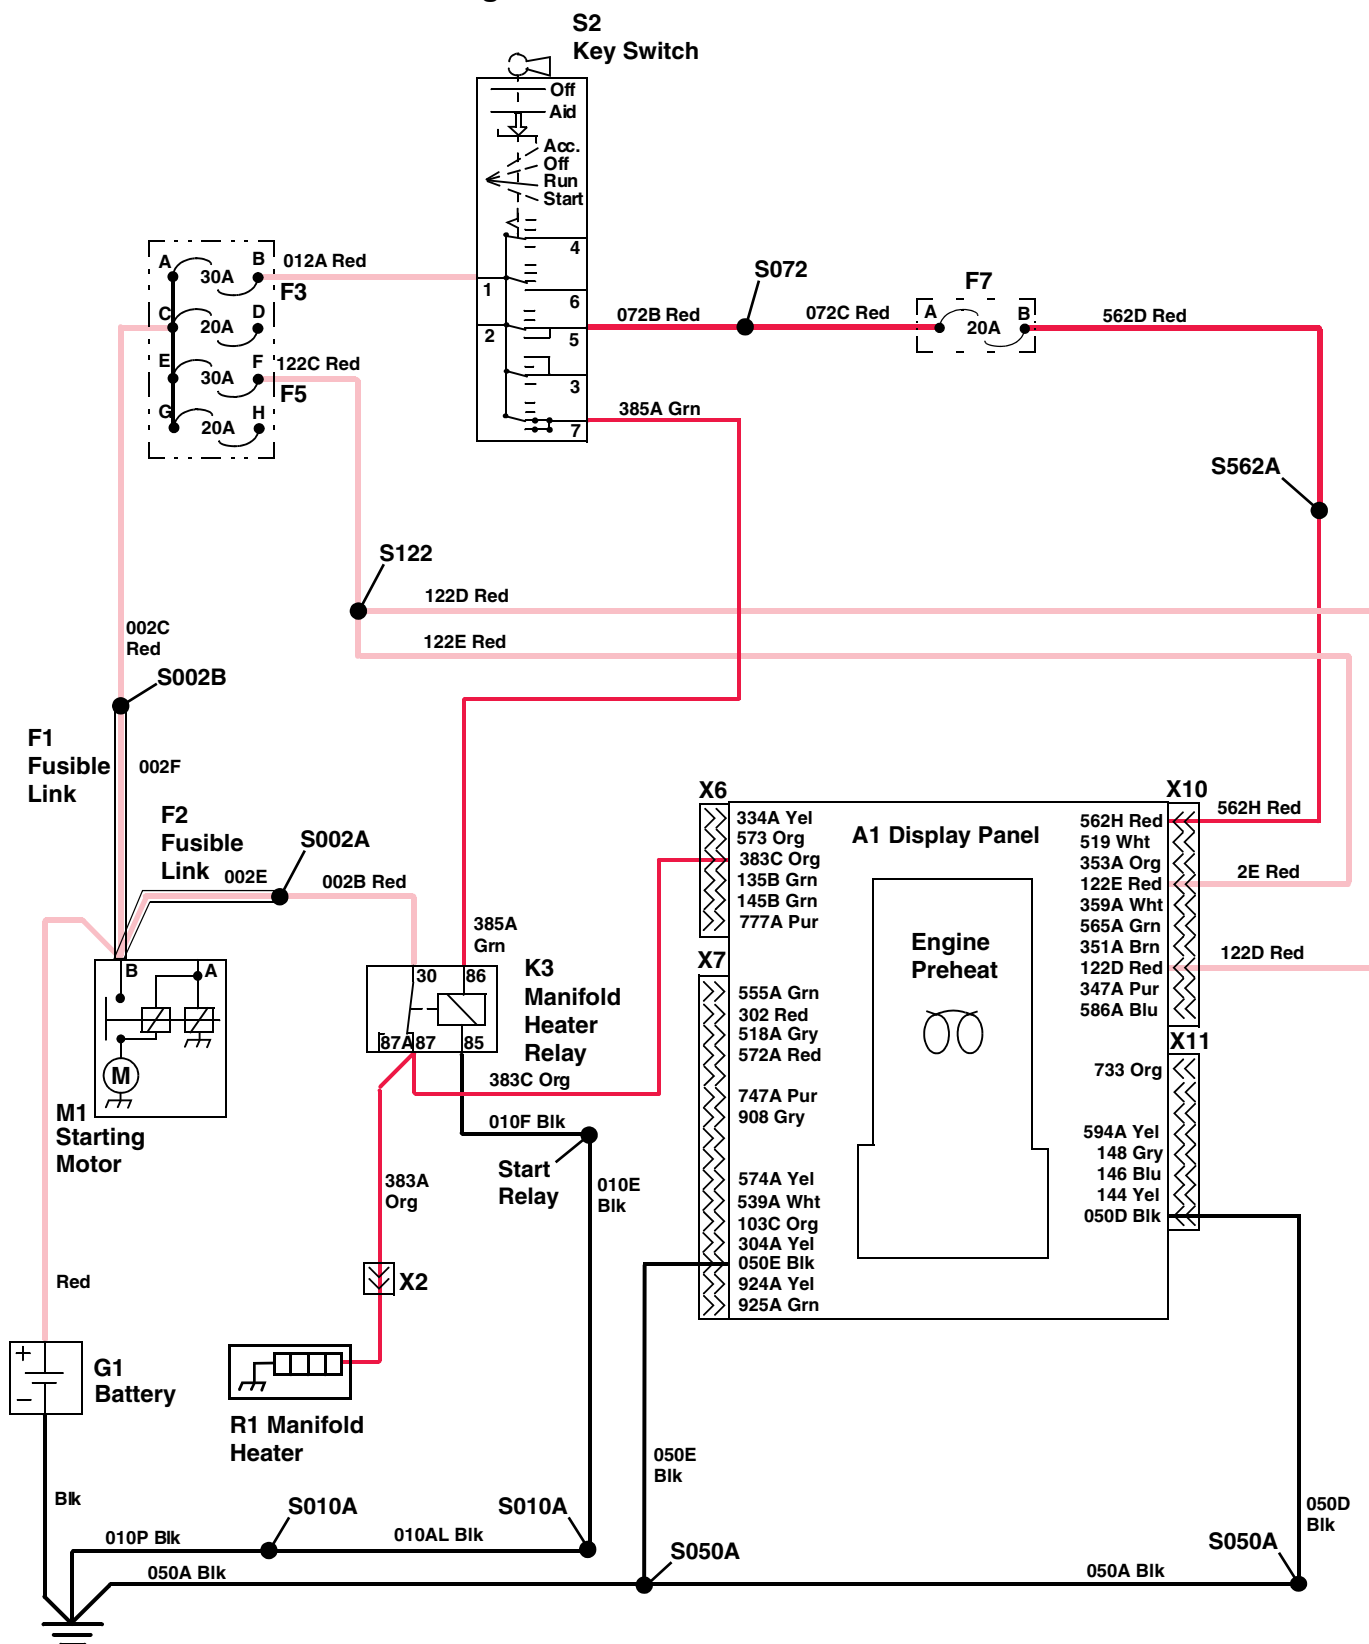 g
S2
Key Switch
Off
Aid
Acc.
Off
Run
Start
4
1
6
2
5
3
7
A
30A
B
F3
C
20A
D
E
30A
F
F5
G
20A
H
012A Red
122C Red
072B Red
S072
072C Red
F7
A
20A
B
562D Red
385A Grn
S562A
S122
122D Red
122E Red
002C
Red
S002B
F1
Fusible
Link
002F
F2
Fusible
Link
002E
S002A
002B Red
385A
Grn
30
86
87A
87
85
K3
Manifold
Heater
Relay
383C Org
010F Blk
Start
Relay
010E
Blk
B
A
M
M1
Starting
Motor
383A
Org
X2
Red
+
−
G1
Battery
R1 Manifold
Heater
Blk
X6
334A Yel
573 Org
383C Org
135B Grn
145B Grn
777A Pur
X7
555A Grn
302 Red
518A Gry
572A Red
747A Pur
908 Gry
574A Yel
539A Wht
103C Org
304A Yel
050E Blk
924A Yel
925A Grn
A1 Display Panel
Engine
Preheat
X10
562H Red
519 Wht
353A Org
122E Red
359A Wht
565A Grn
351A Brn
122D Red
347A Pur
586A Blu
X11
733 Org
594A Yel
148 Gry
146 Blu
144 Yel
050D Blk
562H Red
2E Red
122D Red
050E
Blk
050D
Blk
S010A
S010A
010P Blk
010AL Blk
050A Blk
S050A
050A Blk
S050A